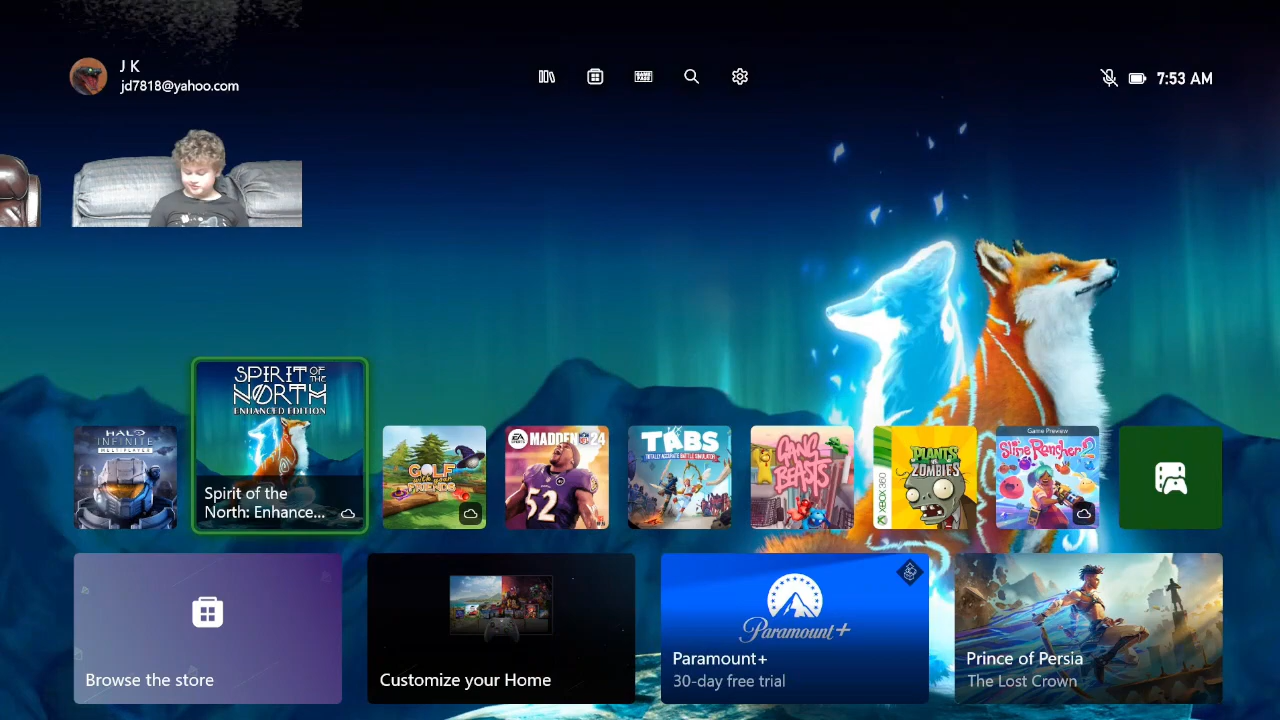 J K
jd7818@yahoo.com
7:53 AM
SPIRIT OF THE
NORTH
ENHANCED EDITION
Spirit of the
North: Enhance...
HALO
INFINITE
MULTIPLAYER
GOLF
with your
FRIENDS
EA
MADDEN NFL 24
52
TABS
TOTALLY ACCURATE BATTLE SIMULATOR
GANG
BEASTS
XBOX 360
PLANTS
VS.
ZOMBIES
Game Preview
Slime Rancher 2
Browse the store
Customize your Home
Paramount+
Paramount+
30-day free trial
Prince of Persia
The Lost Crown